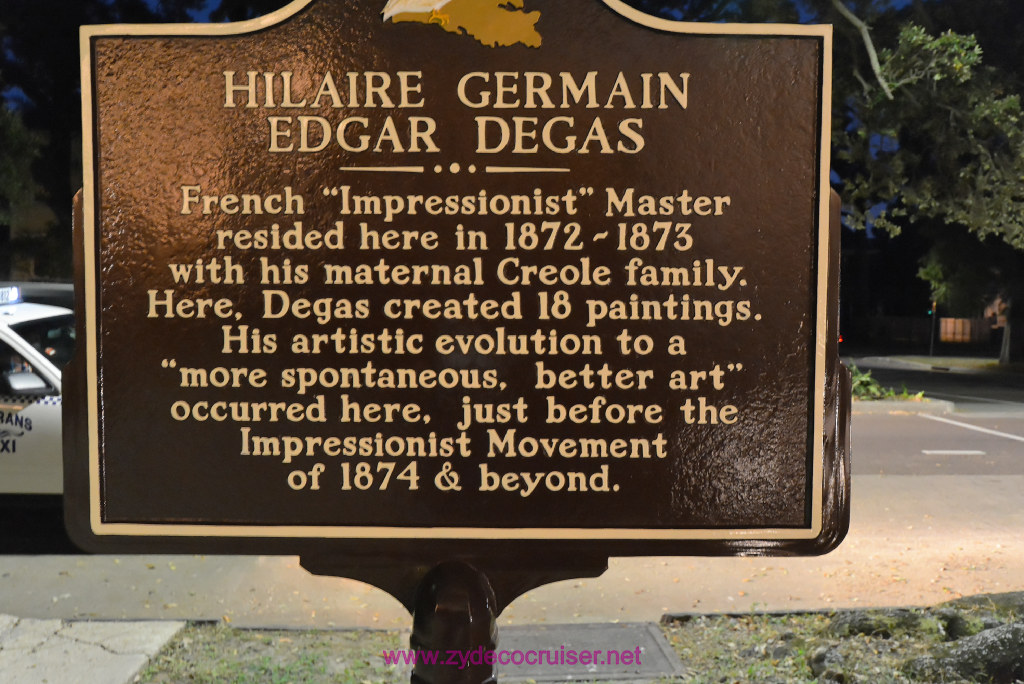 HILAIRE GERMAIN
EDGAR DEGAS
French "Impressionist" Master
resided here in 1872 ~ 1873
with his maternal Creole family.
Here, Degas created 18 paintings.
His artistic evolution to a
"more spontaneous, better art"
occurred here, just before the
Impressionist Movement
of 1874 & beyond.
RANS
XI
www.zydecocruiser.net